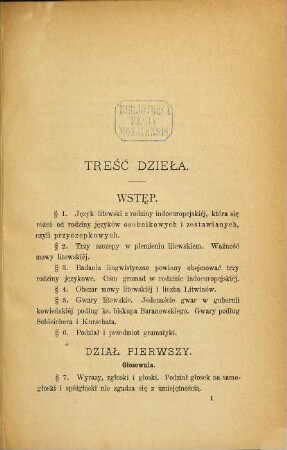 BIBLIOTHECA
REGIA
MONACENSIS
TREŚĆ DZIEŁA.
WSTĘP.
§ 1. Język litewski z rodziny indoeuropejskiéj, która się
różni od rodziny języków osobnikowych i zestawianych,
czyli przyczepkowych.
§ 2. Trzy szczepy w plemieniu litewskiém. Ważność
mowy litewskiéj.
§ 3. Badania lingwistyczne powinny obejmować trzy
rodziny językowe. Ośm gromad w rodzinie indoeuropejskiéj.
§ 4. Obszar mowy litewskiéj i liczba Litwinów.
§ 5. Gwary litewskie. Jedenaście gwar w gubernii
kowieńskiéj podług ks. biskupa Baranowskiego. Gwary podług
Schleichera i Kurschata.
§ 6. Podział i przedmiot gramatyki.
DZIAŁ PIERWSZY.
Głosownia.
§ 7. Wyrazy, zgłoski i głoski. Podział głosek na samo-
głoski i spółgłoski nie zgadza się z umiejętnością.
1